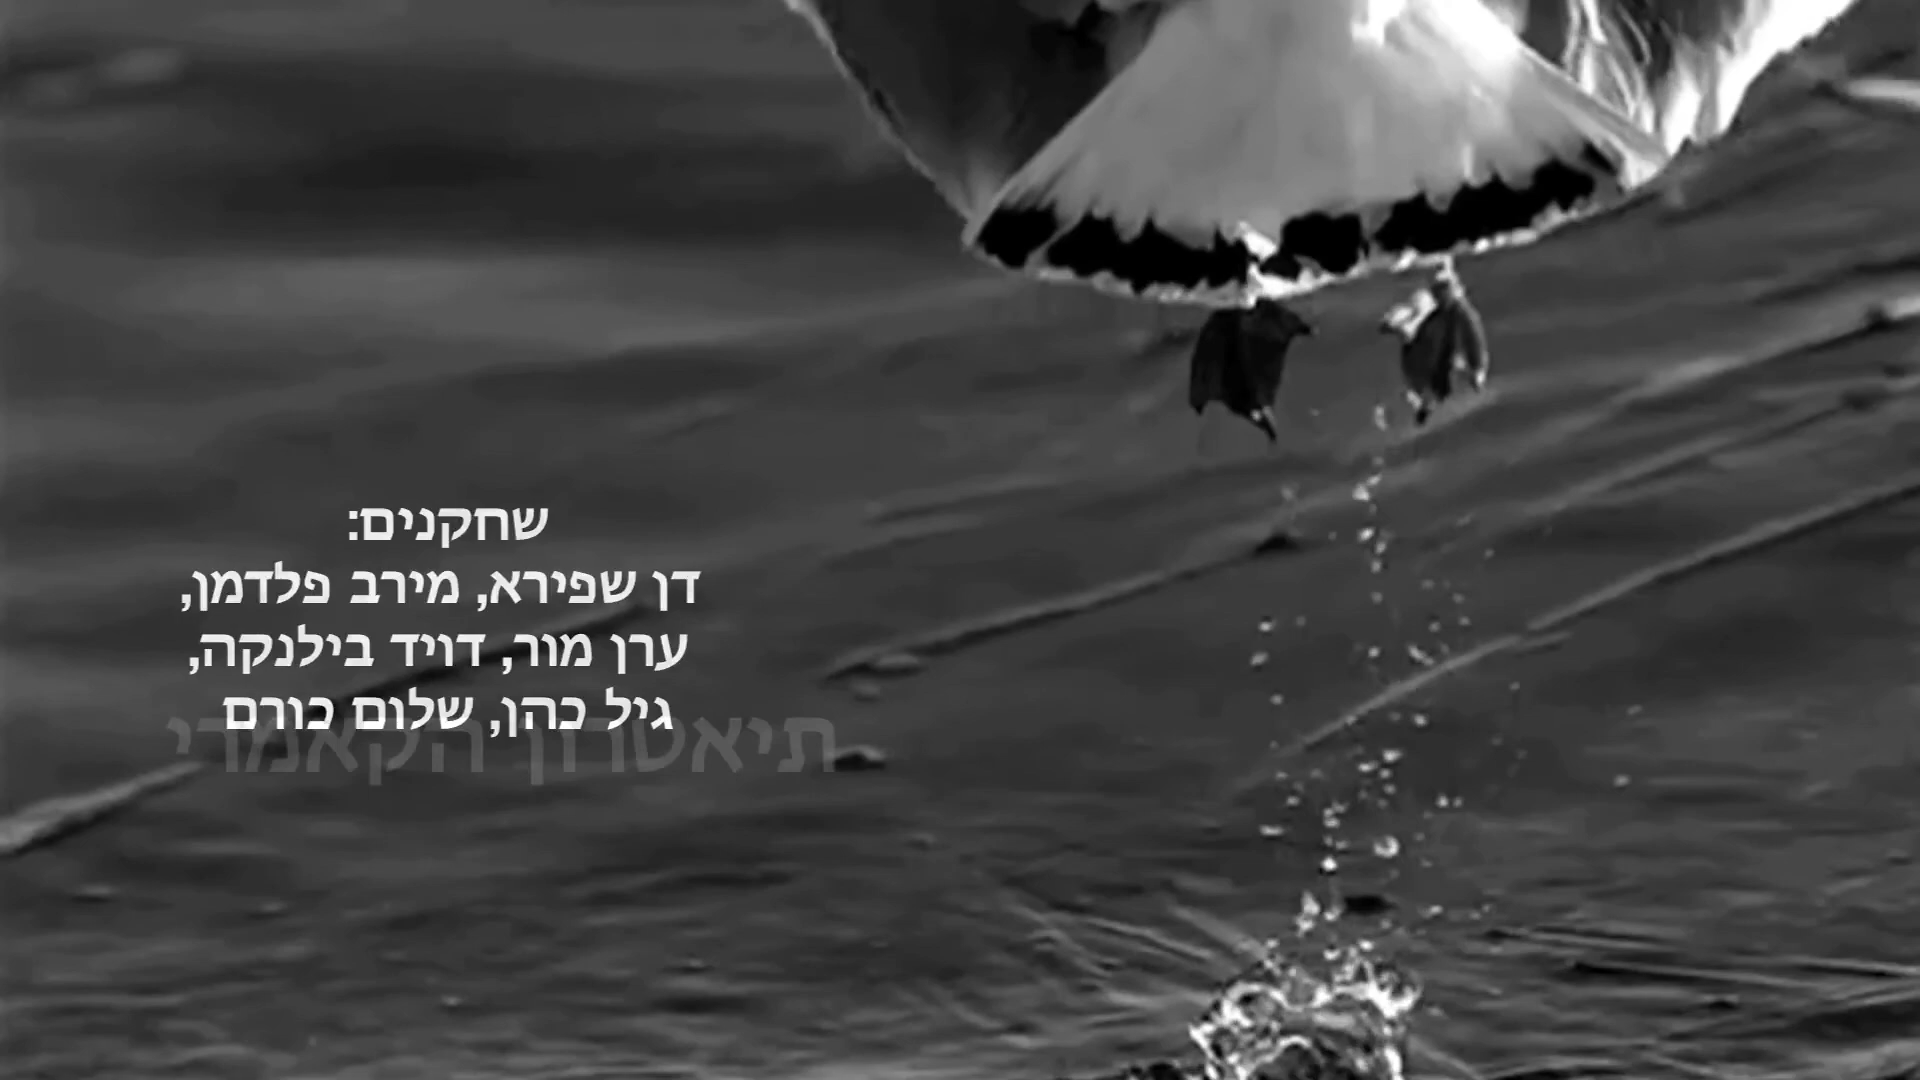 שחקנים:
דן שפירא, מירב פלדמן,
ערן מור, דויד בילנקה,
גיל כהן, שלום כורם
תיאטרון הקאמרי